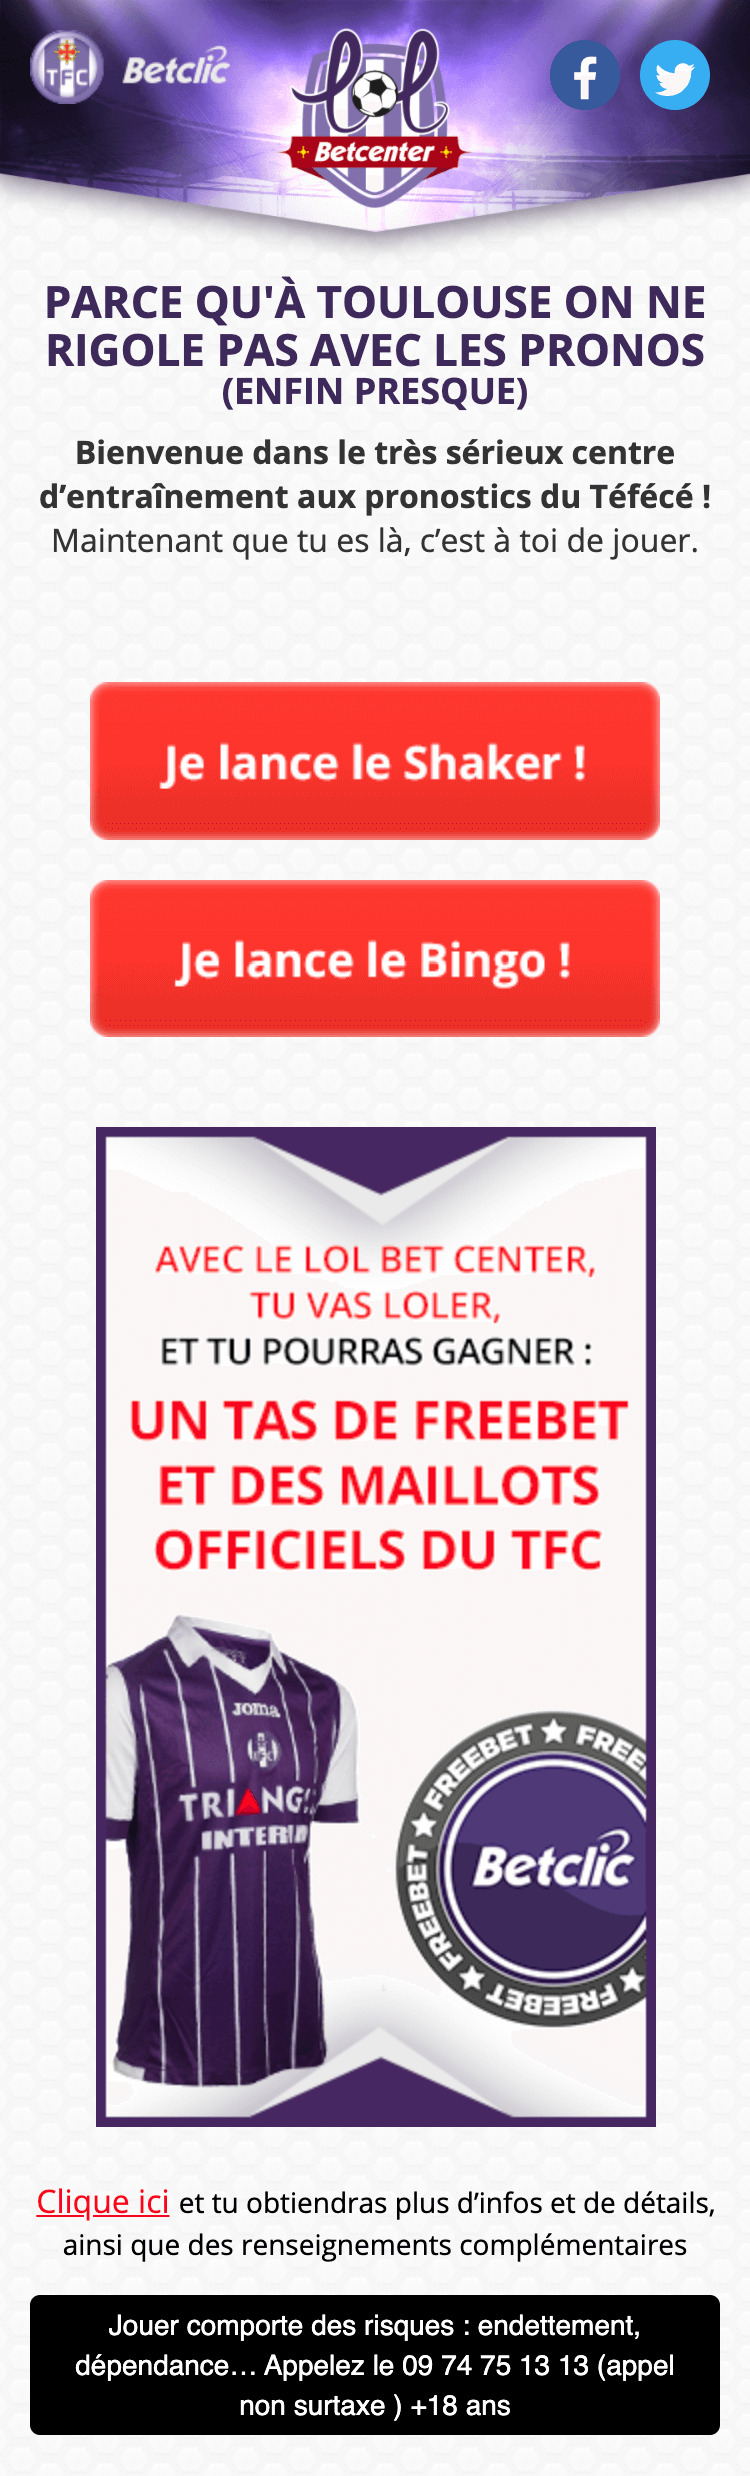 TFC Betclic
lol
Betcenter
PARCE QU'À TOULOUSE ON NE
RIGOLE PAS AVEC LES PRONOS
(ENFIN PRESQUE)
Bienvenue dans le très sérieux centre
d’entraînement aux pronostics du Téfécé !
Maintenant que tu es là, c’est à toi de jouer.
Je lance le Shaker !
Je lance le Bingo !
AVEC LE LOL BET CENTER,
TU VAS LOLER,
ET TU POURRAS GAGNER :
UN TAS DE FREEBET
ET DES MAILLOTS
OFFICIELS DU TFC
Joma
TRIANG
INTERI
FREEBET FREEBET FREEBET FREE
Betclic
Clique ici et tu obtiendras plus d’infos et de détails,
ainsi que des renseignements complémentaires
Jouer comporte des risques : endettement,
dépendance… Appelez le 09 74 75 13 13 (appel
non surtaxe ) +18 ans